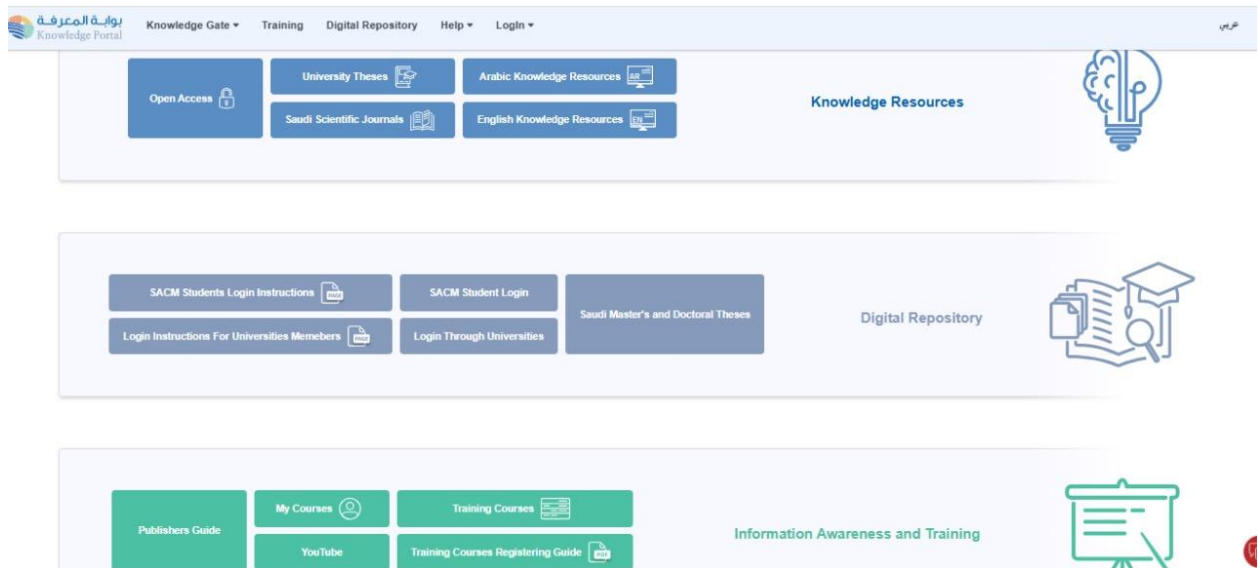 بوابة المعرفة
Knowledge Portal
Knowledge Gate
Training
Digital Repository
Help
LogIn
عربي
Open Access
University Theses
Arabic Knowledge Resources
AR
Saudi Scientific Journals
English Knowledge Resources
EN
Knowledge Resources
SACM Students Login Instructions
SACM Student Login
Login Instructions For Universities Memebers
Login Through Universities
Saudi Master's and Doctoral Theses
Digital Repository
Publishers Guide
My Courses
Training Courses
YouTube
Training Courses Registering Guide
PDF
Information Awareness and Training